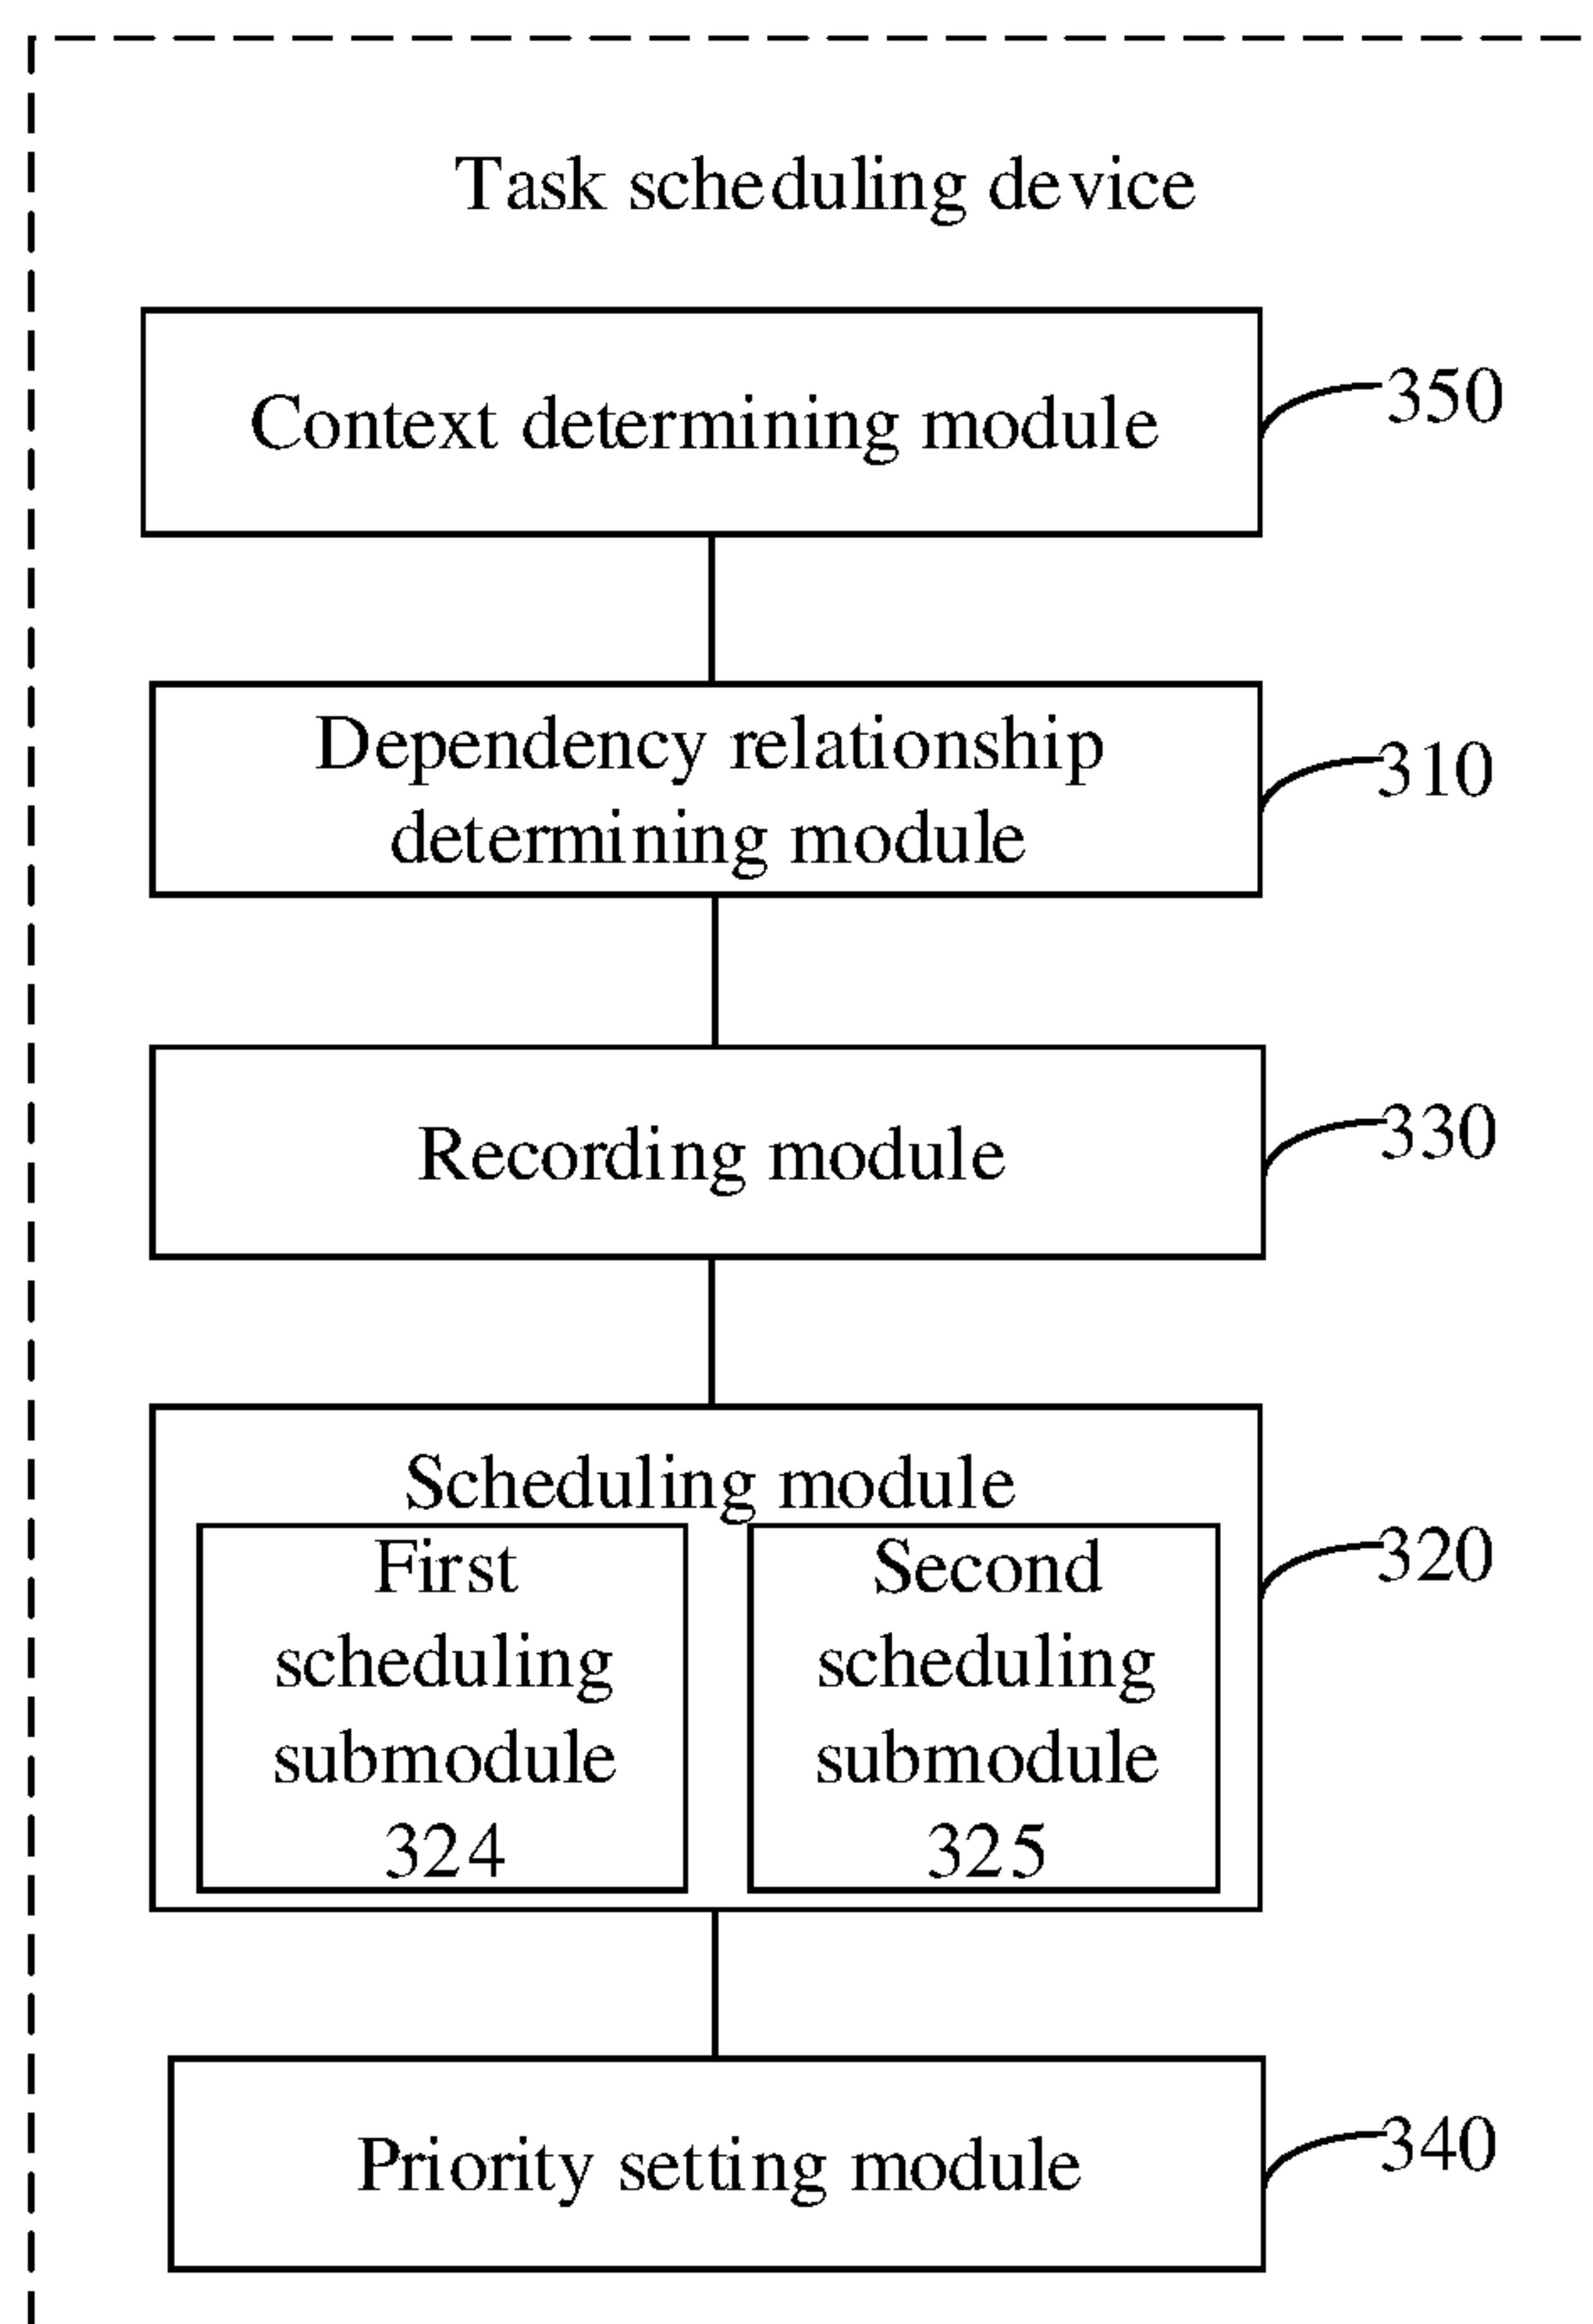 Task scheduling device
Context determining module
350
Dependency relationship
determining module
310
Recording module
330
Scheduling module
320
First
scheduling
submodule
324
Second
scheduling
submodule
325
Priority setting module
340